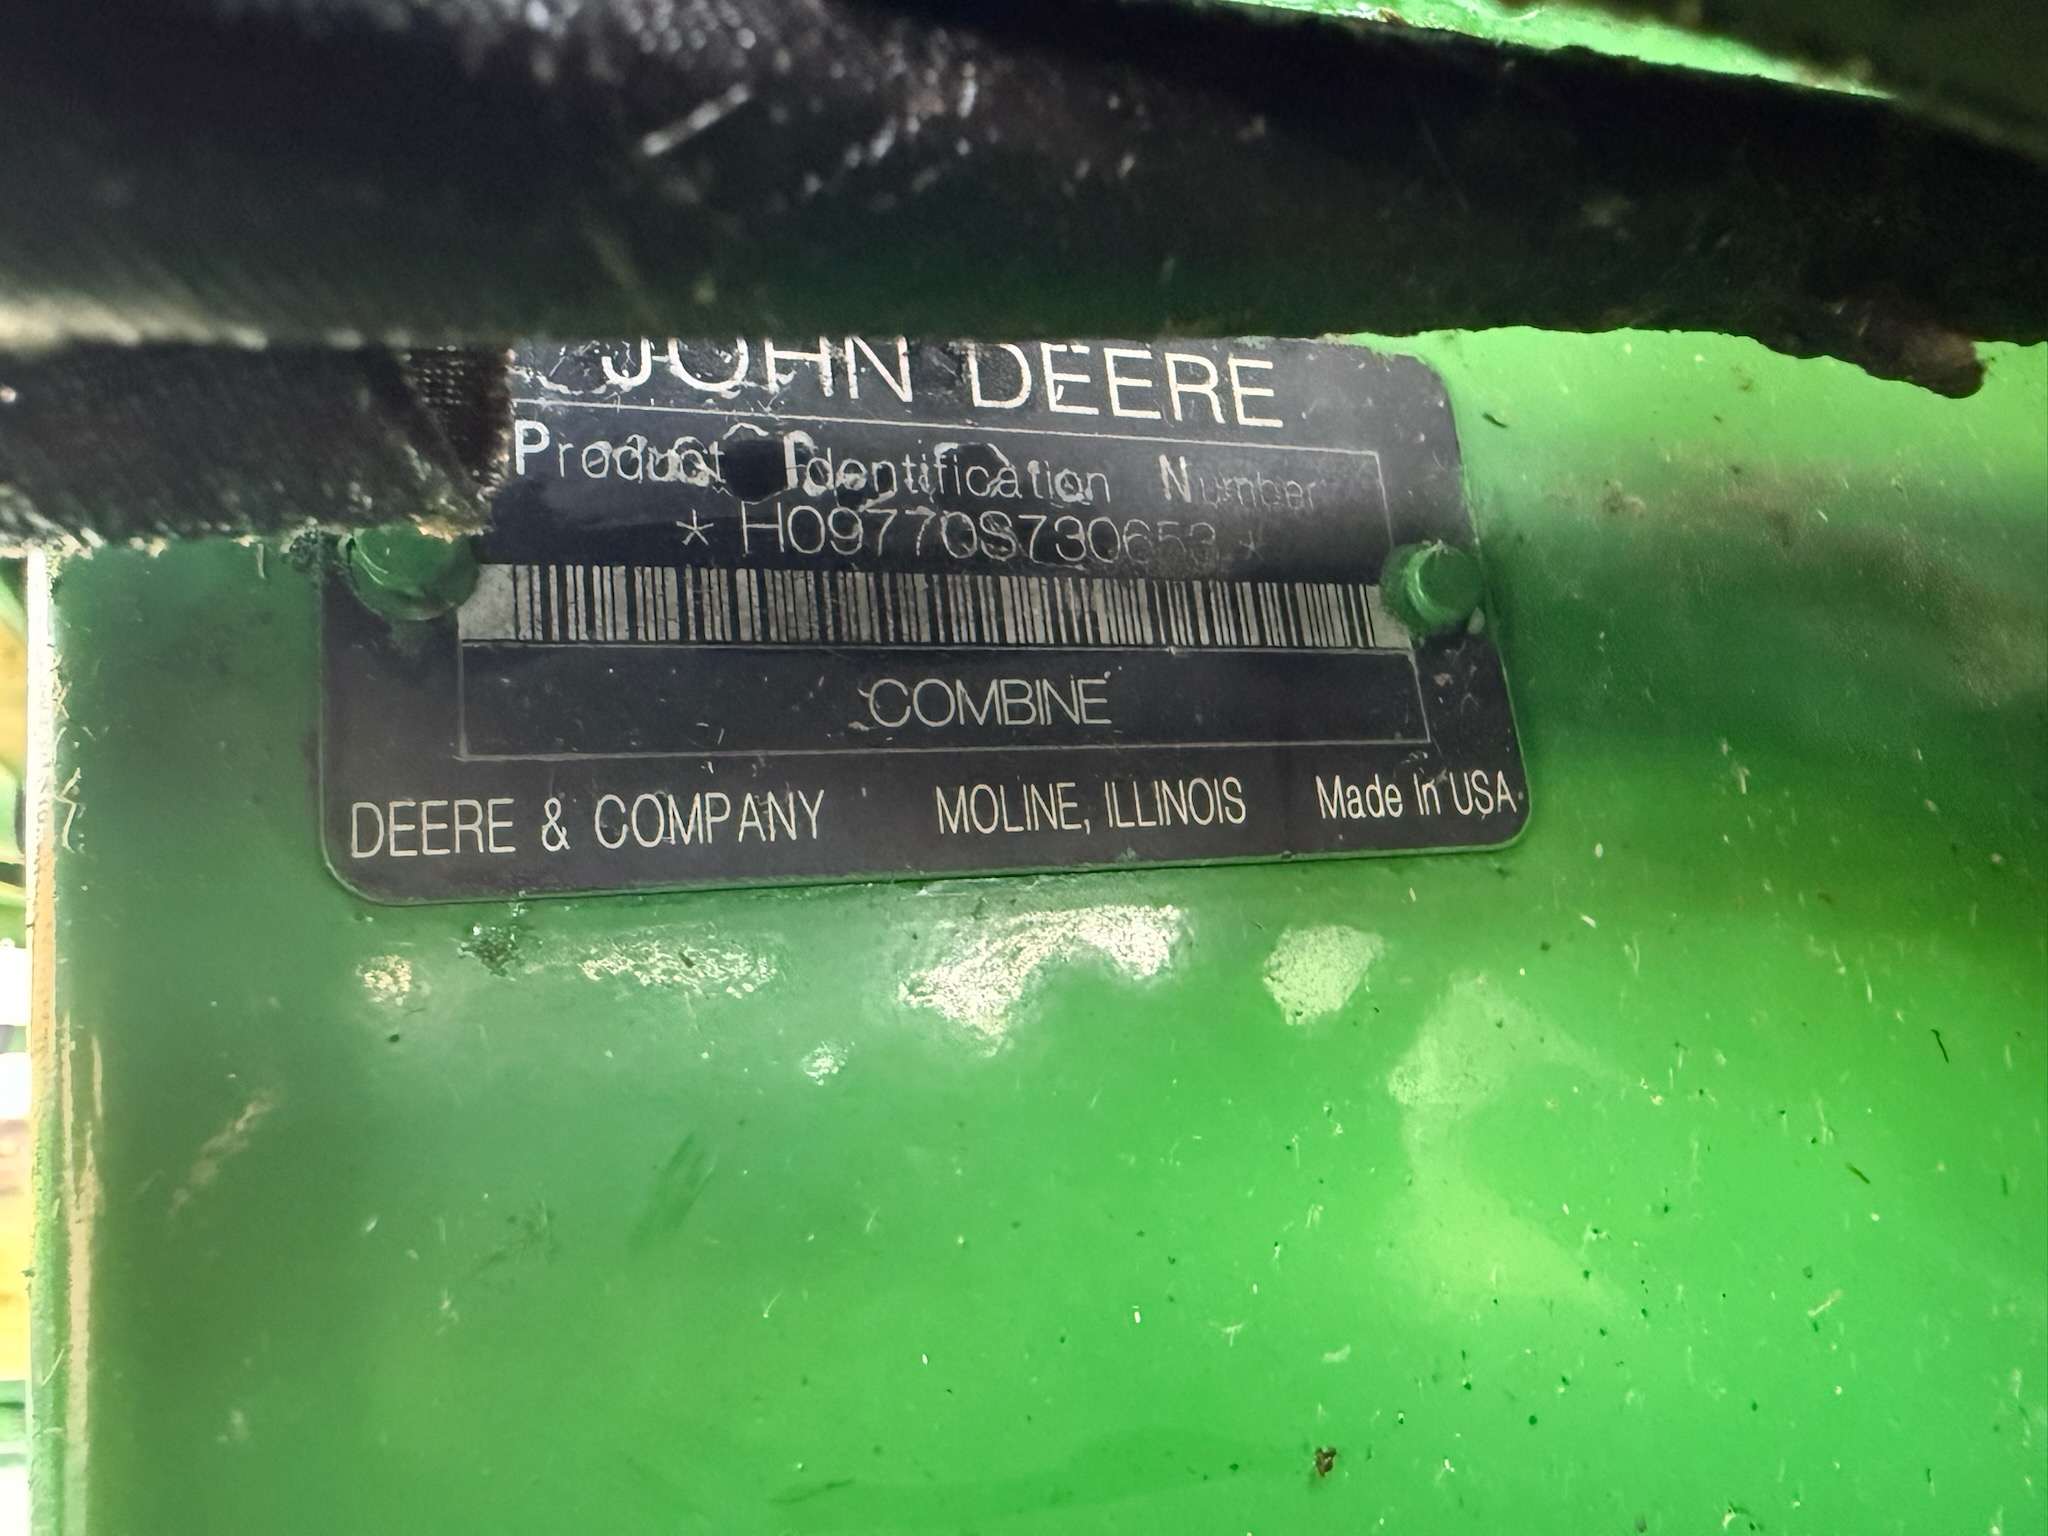 JOHN DEERE
Product Identification Number
* H09770S730653 *
COMBINE
DEERE & COMPANY MOLINE, ILLINOIS Made in USA